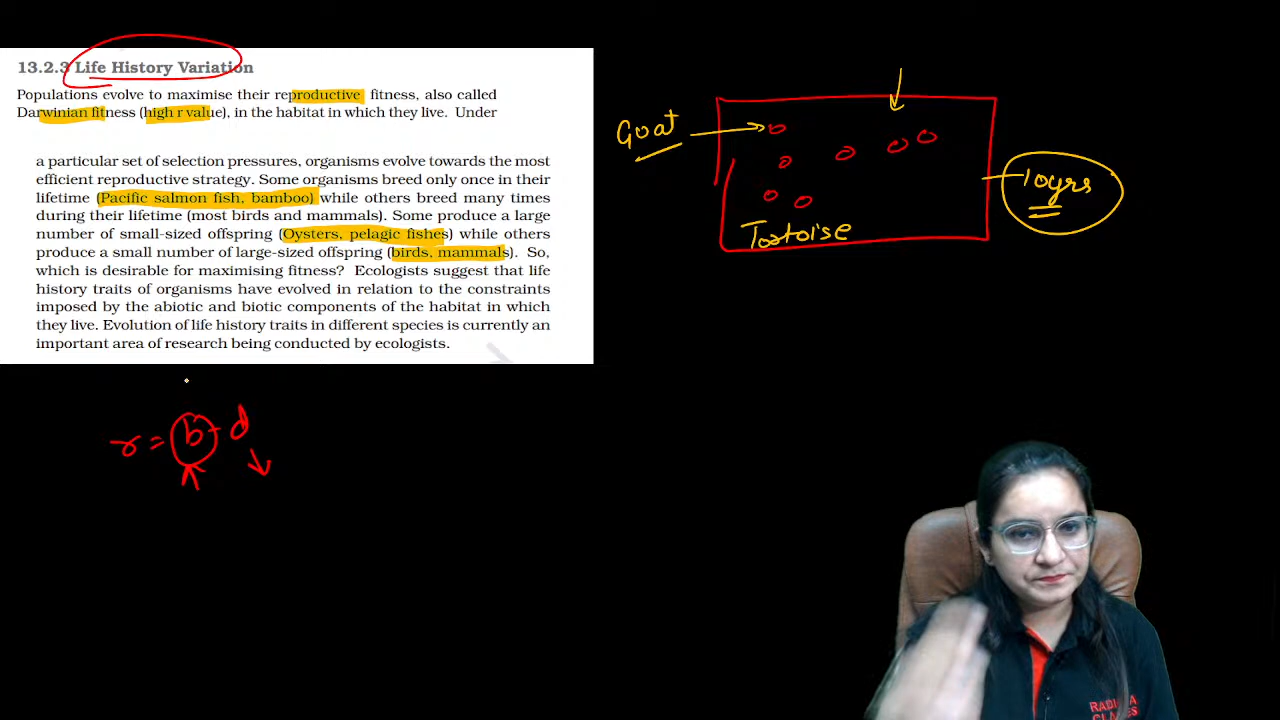 13.2.3 Life History Variation
Populations evolve to maximise their reproductive fitness, also called
Darwinian fitness (high r value), in the habitat in which they live. Under
a particular set of selection pressures, organisms evolve towards the most
efficient reproductive strategy. Some organisms breed only once in their
lifetime (Pacific salmon fish, bamboo) while others breed many times
during their lifetime (most birds and mammals). Some produce a large
number of small-sized offspring (Oysters, pelagic fishes) while others
produce a small number of large-sized offspring (birds, mammals). So,
which is desirable for maximising fitness? Ecologists suggest that life
history traits of organisms have evolved in relation to the constraints
imposed by the abiotic and biotic components of the habitat in which
they live. Evolution of life history traits in different species is currently an
important area of research being conducted by ecologists.
Goat
10yrs
Tortoise
r = b - d